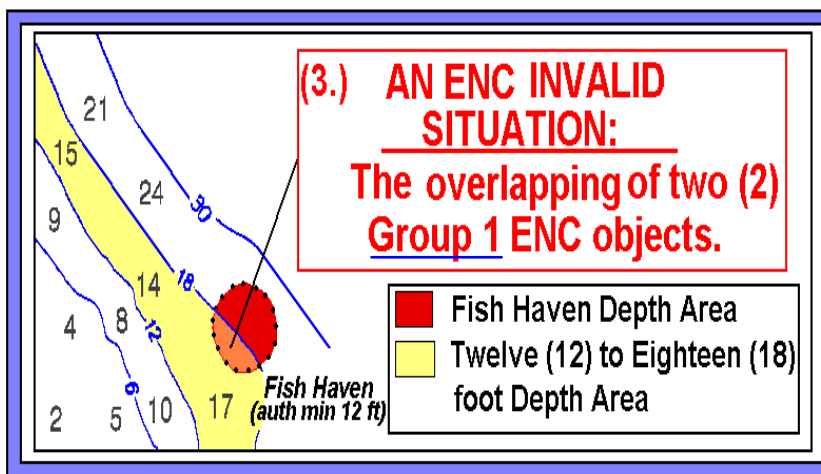 (3.) AN ENC INVALID
SITUATION:
The overlapping of two (2)
Group 1 ENC objects.
21
15
24
30
9
18
14
4
8
12
6
2
5
10
17
Fish Haven
(auth min 12 ft)
Fish Haven Depth Area
Twelve (12) to Eighteen (18)
foot Depth Area